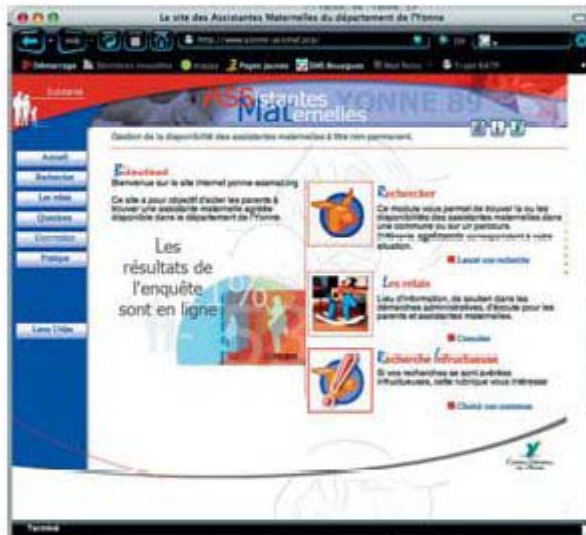 Le site des Assistantes Maternelles du département de l'Yonne
Démarrage
Pages Jaunes
Solidarité
ASSistantes
MATernelles
YONNE 89
Gestion de la disponibilité des assistantes maternelles à titre non permanent.
Accueil
Rechercher
Les relais
Questions
Pratique
Liens Utiles
Bienvenue sur le site internet yonne-assmat.org
Ce site a pour objectif d'aider les parents à
trouver une assistante maternelle agréée
disponible dans le département de l'Yonne.
Les
résultats de
l'enquête
sont en ligne
Rechercher
Ce module vous permet de trouver la ou les
disponibilités des assistantes maternelles dans
une commune ou sur un parcours.
correspondant à votre
situation.
Lancer une recherche
Les relais
Lieu d'information, de soutien dans les
démarches administratives, d'écoute pour les
parents et assistantes maternelles.
Consulter
Recherche Infructueuse
Si vos recherches se sont avérées
infructueuses, cette rubrique vous intéresse
Choisir une commune
Terminé